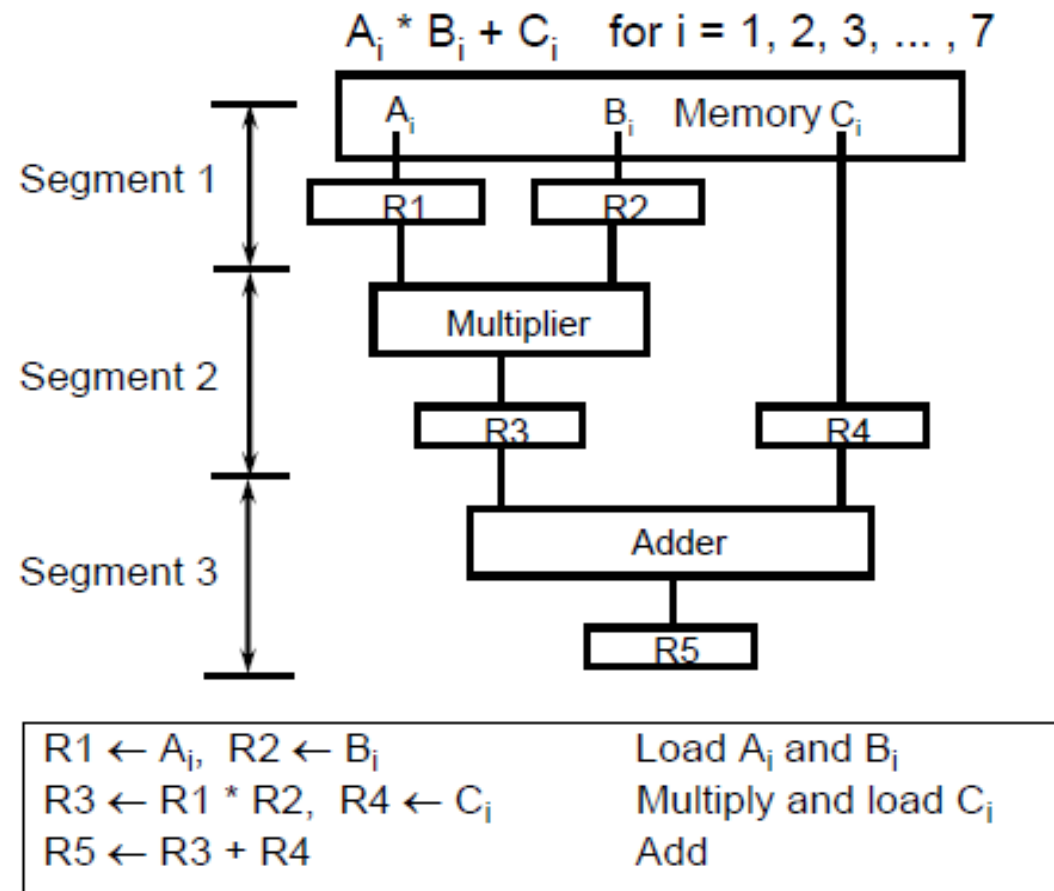 Aᵢ * Bᵢ + Cᵢ for i = 1, 2, 3, ... , 7
Aᵢ Bᵢ Memory Cᵢ
Segment 1
R1 R2
Multiplier
Segment 2
R3 R4
Adder
Segment 3
R5
R1 ← Aᵢ, R2 ← Bᵢ Load Aᵢ and Bᵢ
R3 ← R1 * R2, R4 ← Cᵢ Multiply and load Cᵢ
R5 ← R3 + R4 Add